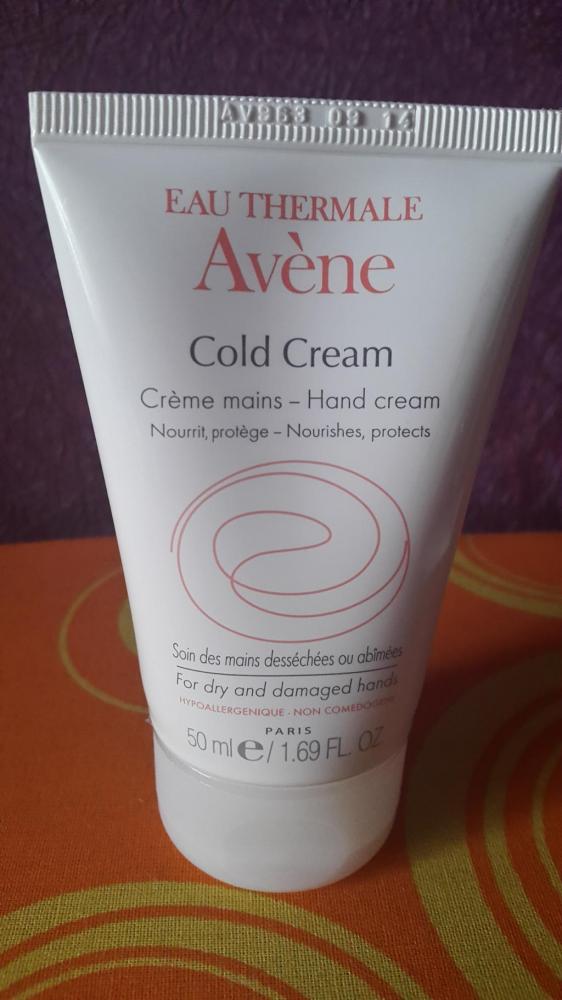 AV363 09 14
EAU THERMALE
Avène
Cold Cream
Crème mains – Hand cream
Nourrit, protège – Nourishes, protects
Soin des mains desséchées ou abîmées
For dry and damaged hands
HYPOALLERGENIQUE - NON COMEDOGENE
PARIS
50 ml e / 1.69 FL. OZ